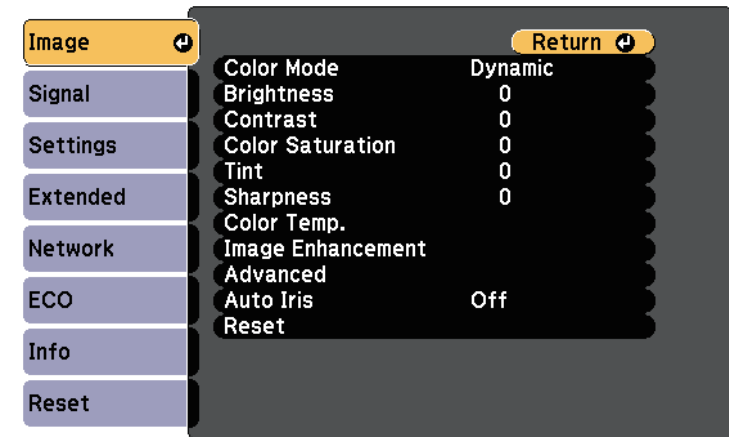 Image
Signal
Settings
Extended
Network
ECO
Info
Reset
Return
Color Mode Dynamic
Brightness 0
Contrast 0
Color Saturation 0
Tint 0
Sharpness 0
Color Temp.
Image Enhancement
Advanced
Auto Iris Off
Reset